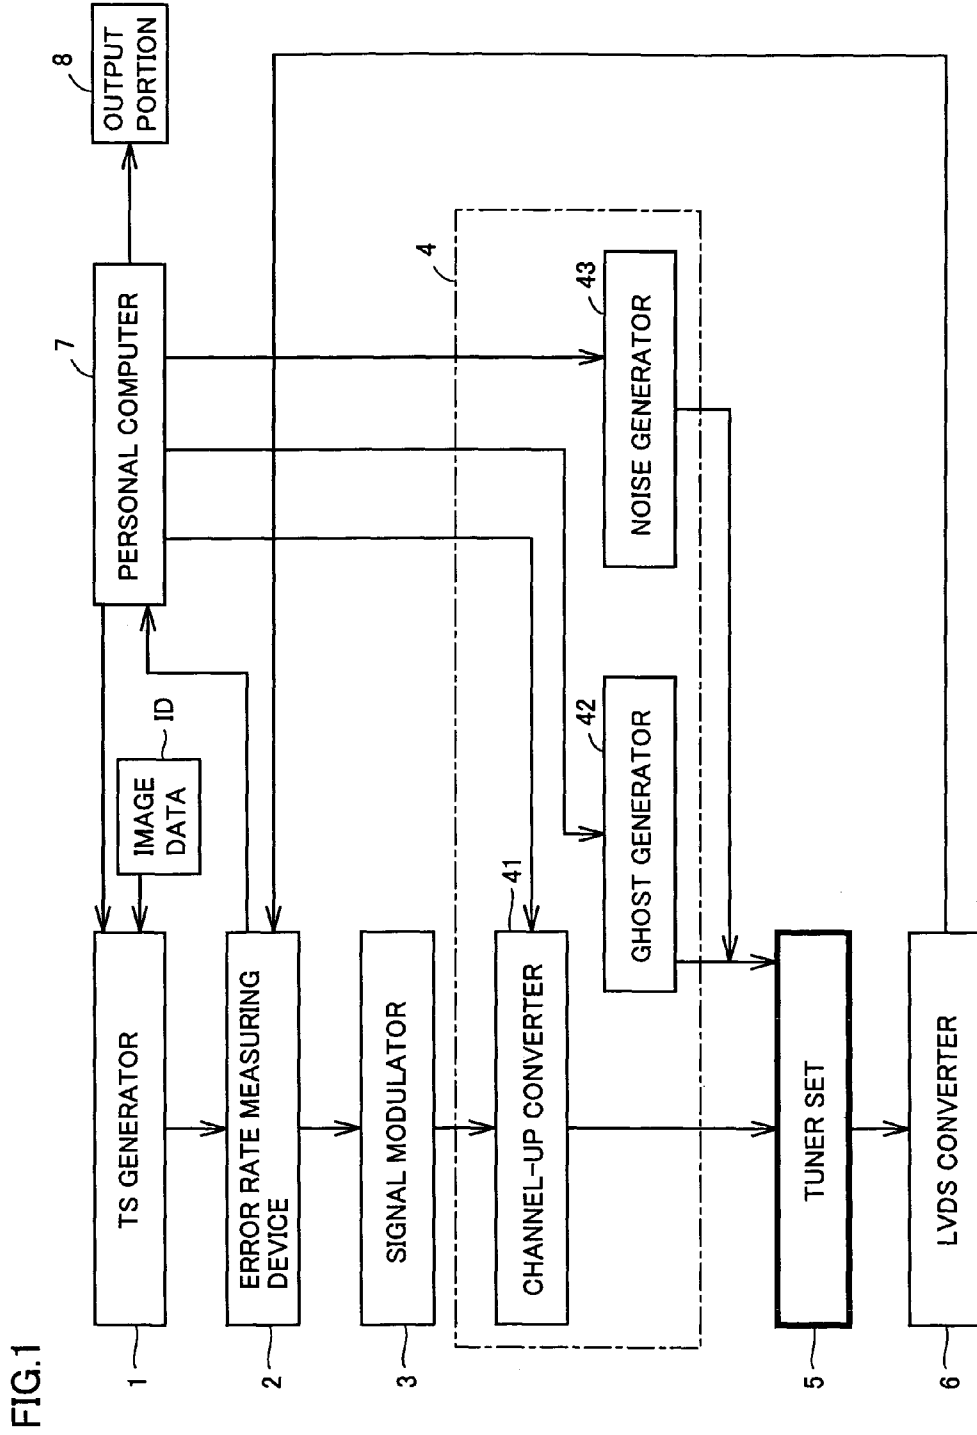 FIG.1
1
TS GENERATOR
IMAGE
DATA
ID
PERSONAL COMPUTER
7
OUTPUT
PORTION
8
2
ERROR RATE MEASURING
DEVICE
3
SIGNAL MODULATOR
4
CHANNEL-UP CONVERTER
41
GHOST GENERATOR
42
NOISE GENERATOR
43
5
TUNER SET
6
LVDS CONVERTER